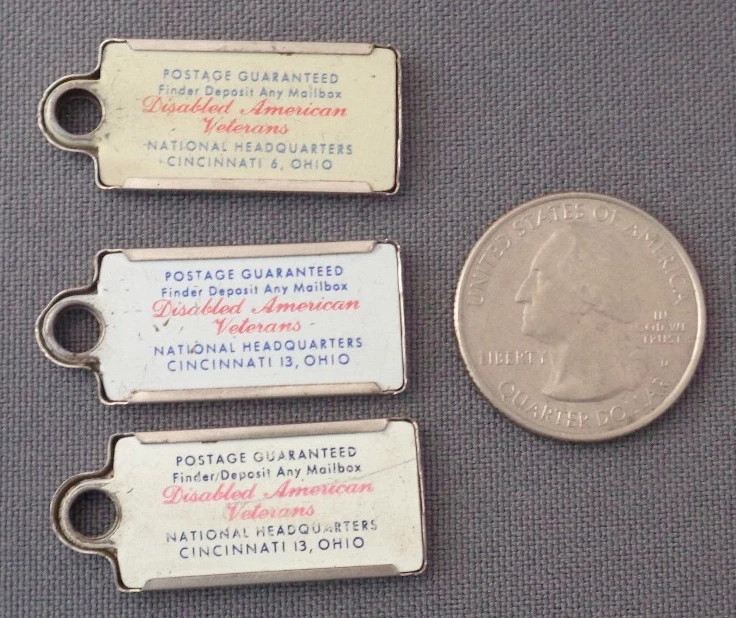 POSTAGE GUARANTEED
Finder Deposit Any Mailbox
Disabled American
Veterans
NATIONAL HEADQUARTERS
CINCINNATI 6, OHIO
POSTAGE GUARANTEED
Finder Deposit Any Mailbox
Disabled American
Veterans
NATIONAL HEADQUARTERS
CINCINNATI 13, OHIO
POSTAGE GUARANTEED
Finder Deposit Any Mailbox
Disabled American
Veterans
NATIONAL HEADQUARTERS
CINCINNATI 13, OHIO
UNITED STATES OF AMERICA
LIBERTY
IN
GOD WE
TRUST
QUARTER DOLLAR